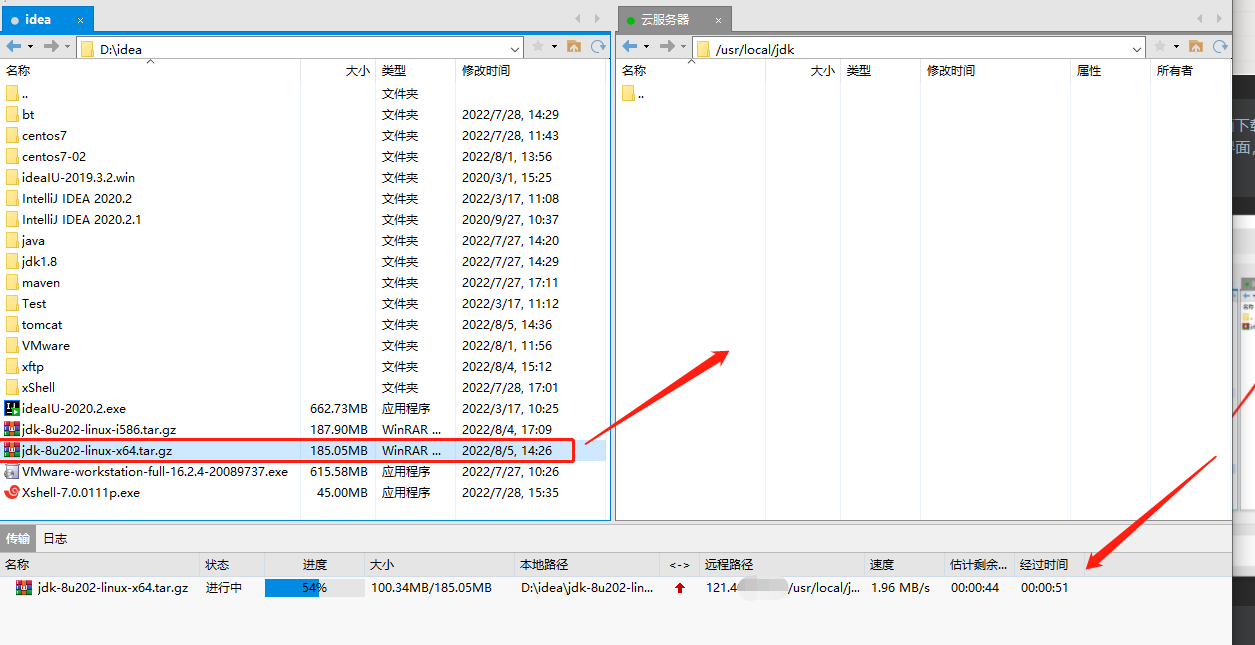 idea ×
D:\idea
名称 大小 类型 修改时间
.. 文件夹
bt 文件夹 2022/7/28, 14:29
centos7 文件夹 2022/7/28, 11:43
centos7-02 文件夹 2022/8/1, 13:56
ideaIU-2019.3.2.win 文件夹 2020/3/1, 15:25
IntelliJ IDEA 2020.2 文件夹 2022/3/17, 11:08
IntelliJ IDEA 2020.2.1 文件夹 2020/9/27, 10:37
java 文件夹 2022/7/27, 14:20
jdk1.8 文件夹 2022/7/27, 14:29
maven 文件夹 2022/7/27, 17:11
Test 文件夹 2022/3/17, 11:12
tomcat 文件夹 2022/8/5, 14:36
VMware 文件夹 2022/8/1, 11:56
xftp 文件夹 2022/8/4, 15:12
xShell 文件夹 2022/7/28, 17:01
ideaIU-2020.2.exe 662.73MB 应用程序 2022/3/17, 10:25
jdk-8u202-linux-i586.tar.gz 187.90MB WinRAR ... 2022/8/4, 17:09
jdk-8u202-linux-x64.tar.gz 185.05MB WinRAR ... 2022/8/5, 14:26
VMware-workstation-full-16.2.4-20089737.exe 615.58MB 应用程序 2022/7/27, 10:26
Xshell-7.0.0111p.exe 45.00MB 应用程序 2022/7/28, 15:35
云服务器 ×
/usr/local/jdk
名称 大小 类型 修改时间 属性 所有者
..
下载
面,
传输 日志
名称 状态 进度 大小 本地路径 <-> 远程路径 速度 估计剩余... 经过时间
jdk-8u202-linux-x64.tar.gz 进行中 54% 100.34MB/185.05MB D:\idea\jdk-8u202-lin... 121.4 /usr/local/j... 1.96 MB/s 00:00:44 00:00:51